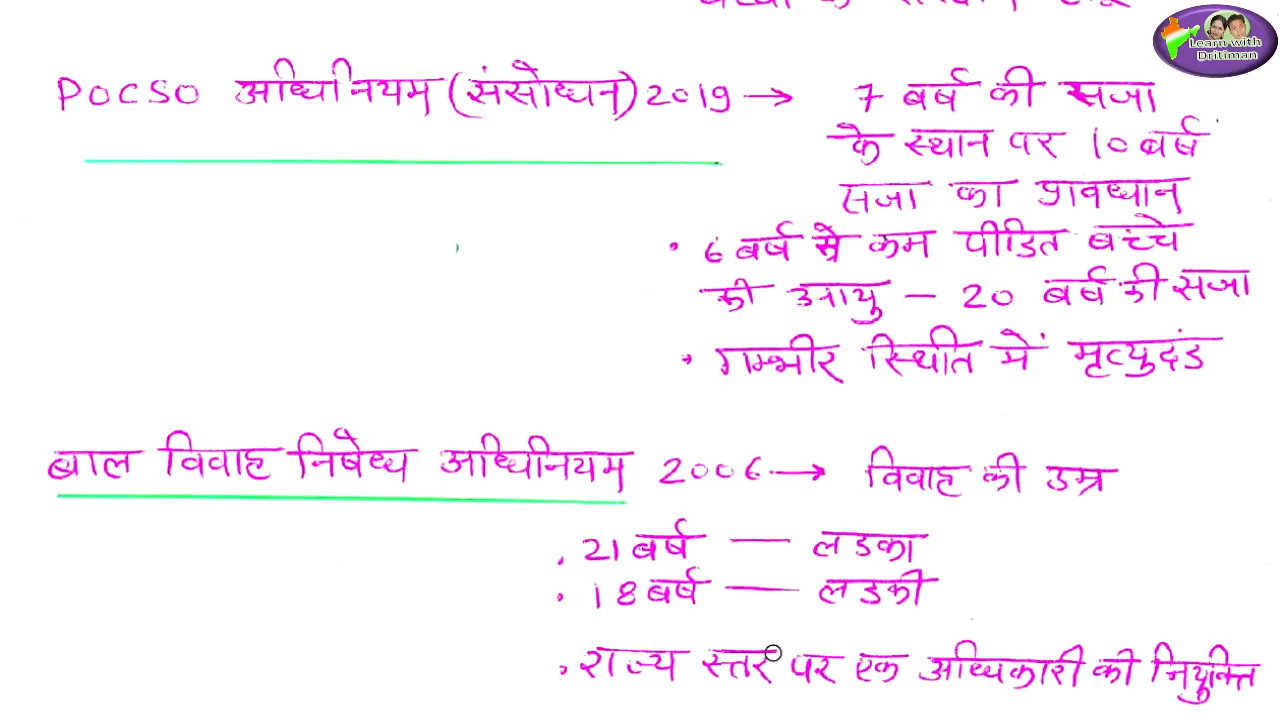 Learn with
Dritiman
POCSO अधिनियम (संसोधन) 2019 → 7 बर्ष की सजा
के स्थान पर 10 बर्ष
सजा का प्रावधान
• 6 बर्ष से कम पीडित बच्चे
की आयु – 20 बर्ष की सजा
• गम्भीर स्थिति में मृत्युदंड
बाल विवाह निषेध अधिनियम 2006 → विवाह की उम्र
• 21 बर्ष — लडका
• 18 बर्ष — लडकी
• राज्य स्तर पर एक अधिकारी की नियुक्ति